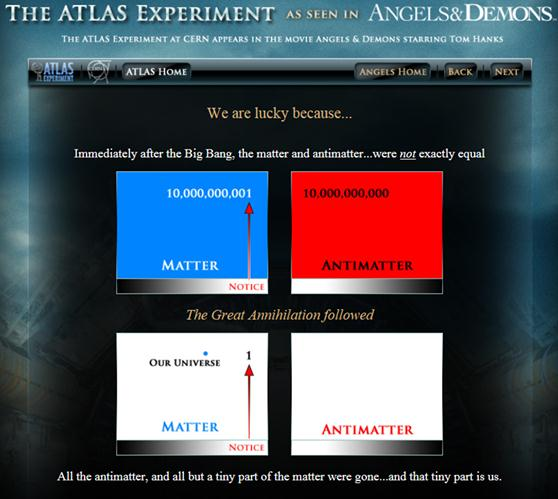 The ATLAS Experiment as seen in Angels & Demons
The ATLAS Experiment at CERN appears in the movie Angels & Demons starring Tom Hanks
ATLAS EXPERIMENT ATLAS Home Angels Home Back Next
We are lucky because...
Immediately after the Big Bang, the matter and antimatter...were not exactly equal
10,000,000,001 10,000,000,000
Matter Antimatter
Notice
The Great Annihilation followed
Our Universe 1
Matter Antimatter
Notice
All the antimatter, and all but a tiny part of the matter were gone...and that tiny part is us.